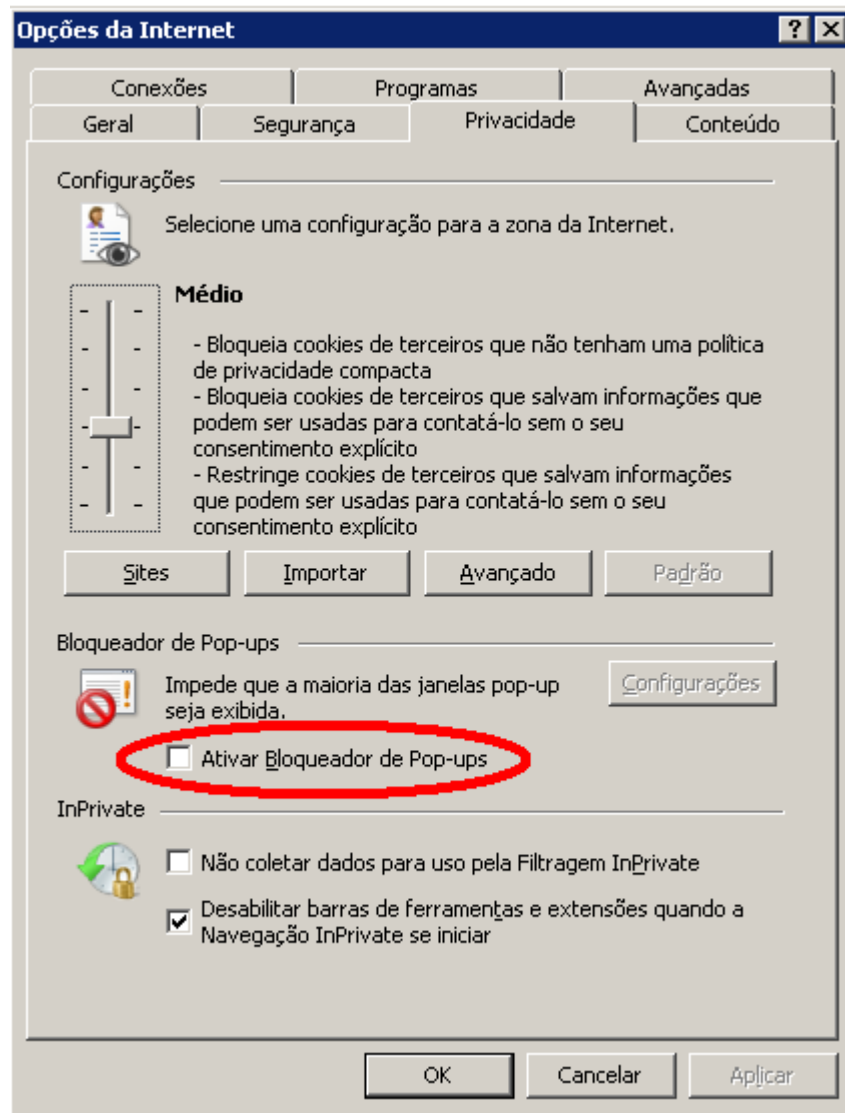 Opções da Internet
Conexões Programas Avançadas
Geral Segurança Privacidade Conteúdo
Configurações
Selecione uma configuração para a zona da Internet.
Médio
- Bloqueia cookies de terceiros que não tenham uma política
de privacidade compacta
- Bloqueia cookies de terceiros que salvam informações que
podem ser usadas para contatá-lo sem o seu
consentimento explícito
- Restringe cookies de terceiros que salvam informações
que podem ser usadas para contatá-lo sem o seu
consentimento explícito
Sites Importar Avançado Padrão
Bloqueador de Pop-ups
Impede que a maioria das janelas pop-up
seja exibida.
Configurações
Ativar Bloqueador de Pop-ups
InPrivate
Não coletar dados para uso pela Filtragem InPrivate
Desabilitar barras de ferramentas e extensões quando a
Navegação InPrivate se iniciar
OK Cancelar Aplicar